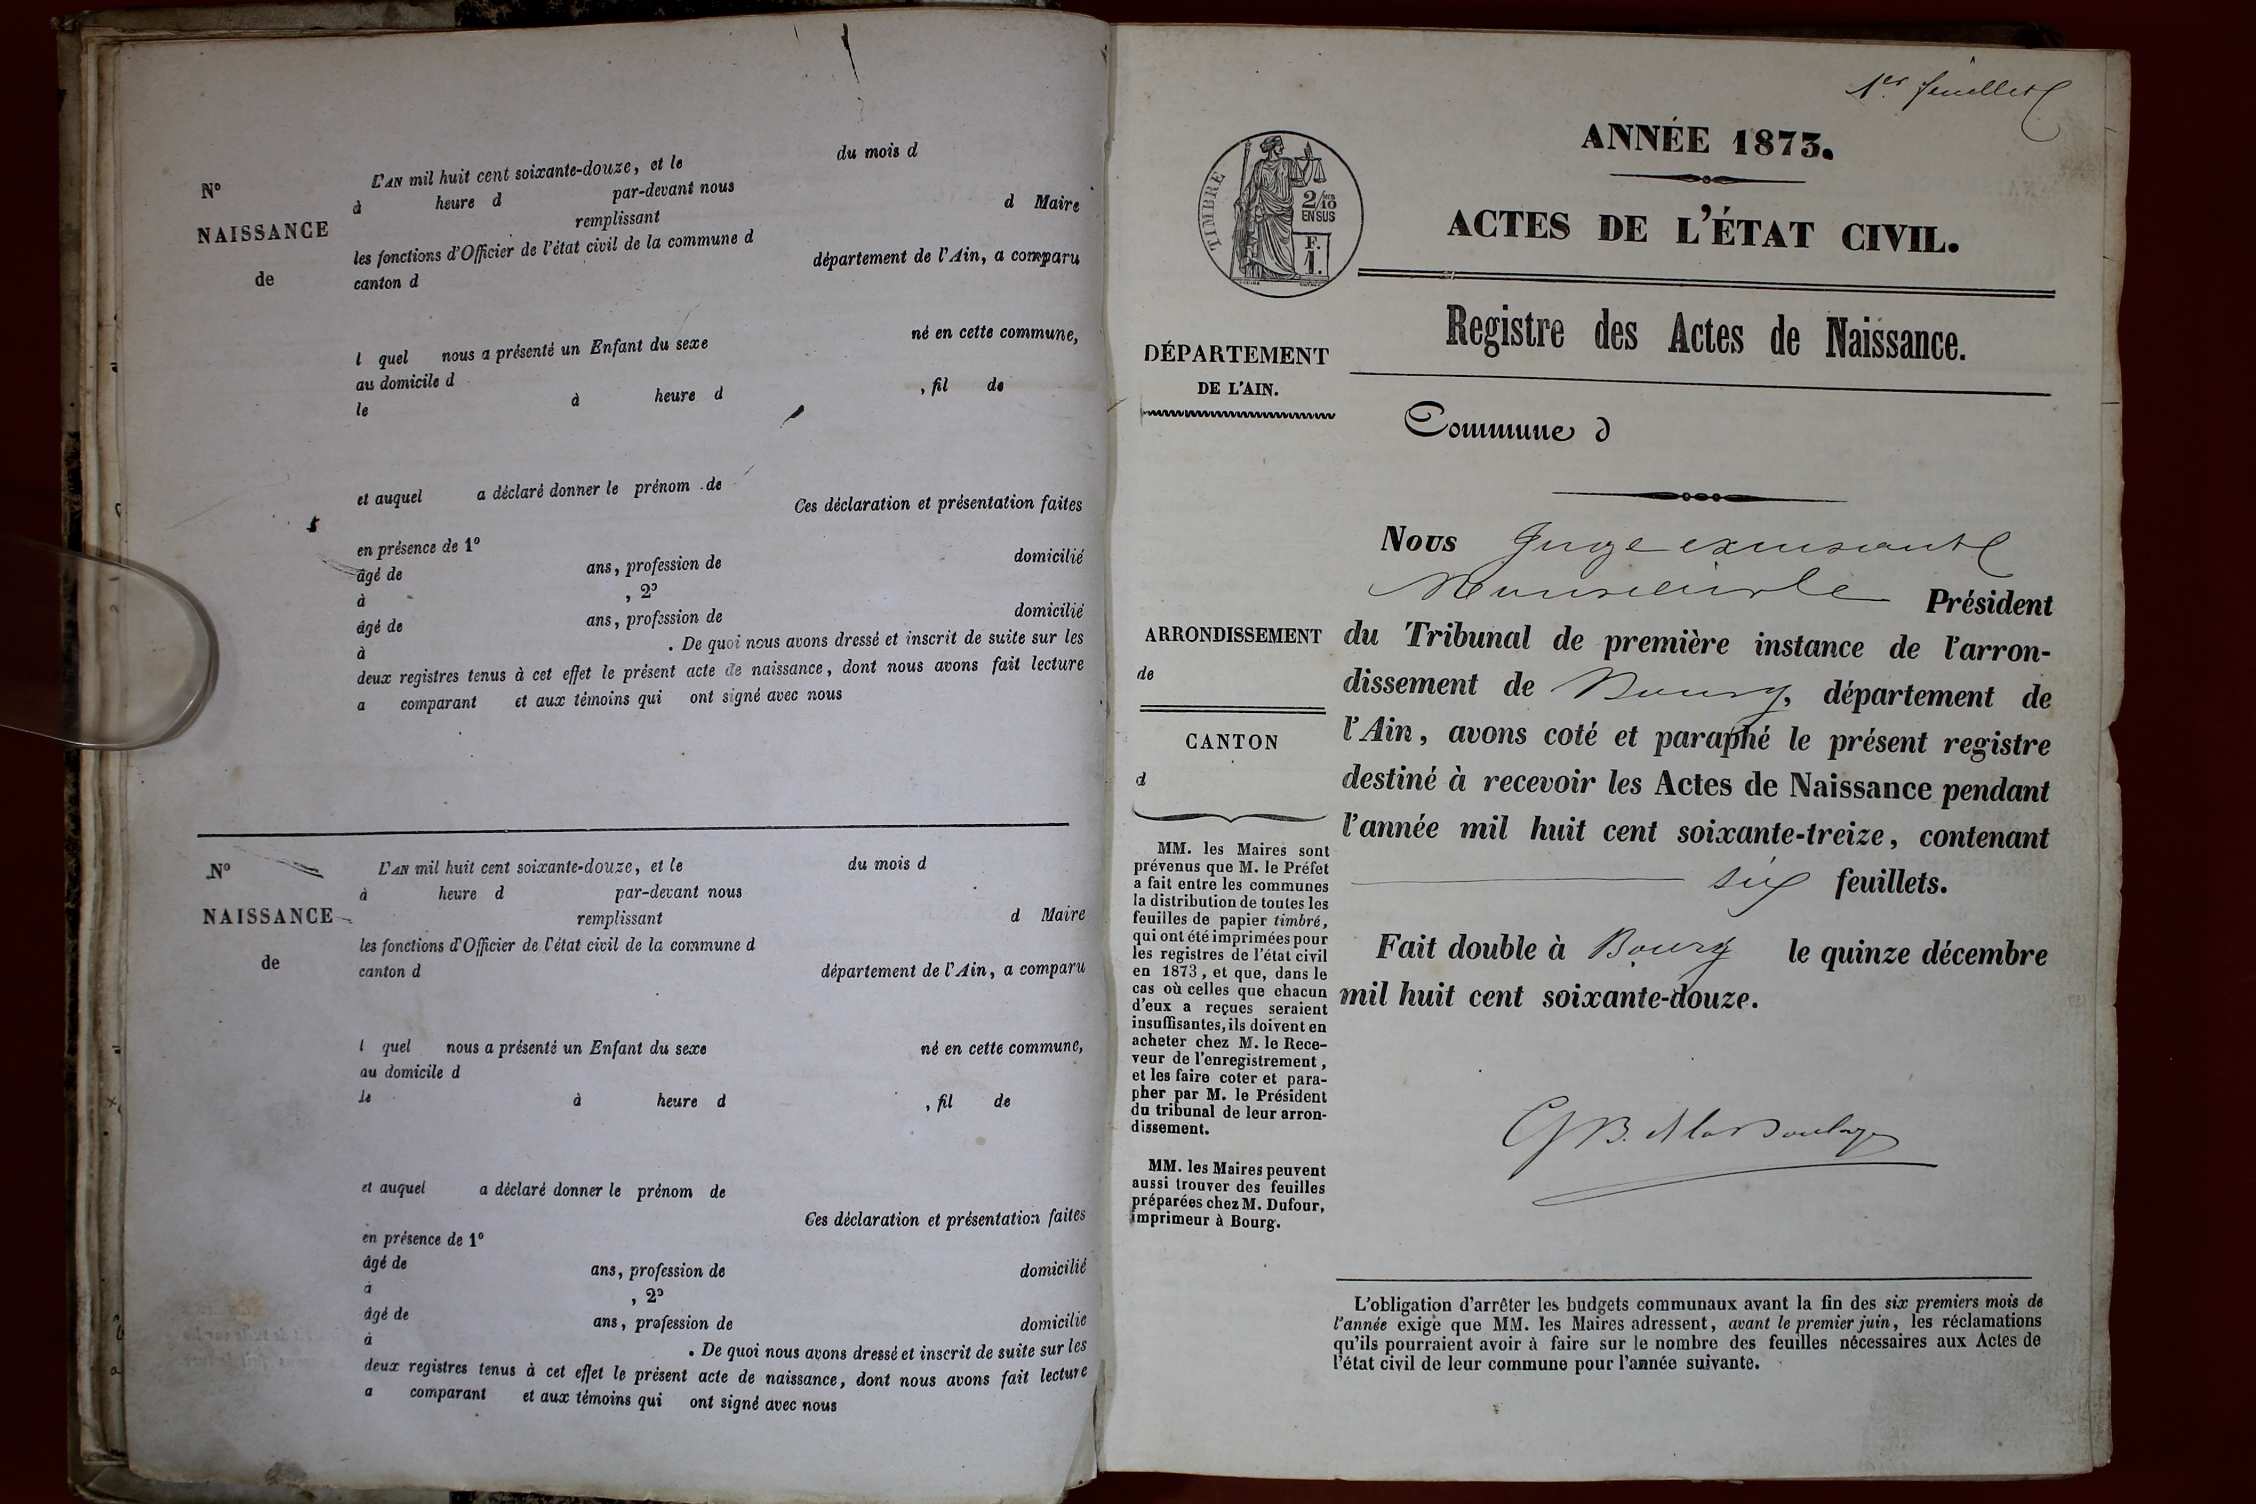 N°
NAISSANCE
de
L'AN mil huit cent soixante-douze, et le du mois d
à heure d par-devant nous
remplissant d Maire
les fonctions d'Officier de l'état civil de la commune d
canton d département de l'Ain, a comparu
l quel nous a présenté un Enfant du sexe né en cette commune,
au domicile d
le à heure d , fil de
et auquel a déclaré donner le prénom de
Ces déclaration et présentation faites
en présence de 1°
âgé de ans, profession de domicilié
à , 2°
âgé de ans, profession de domicilié
à . De quoi nous avons dressé et inscrit de suite sur les
deux registres tenus à cet effet le présent acte de naissance, dont nous avons fait lecture
a comparant et aux témoins qui ont signé avec nous
N°
NAISSANCE
de
L'AN mil huit cent soixante-douze, et le du mois d
à heure d par-devant nous
remplissant d Maire
les fonctions d'Officier de l'état civil de la commune d
canton d département de l'Ain, a comparu
l quel nous a présenté un Enfant du sexe né en cette commune,
au domicile d
le à heure d , fil de
et auquel a déclaré donner le prénom de
Ces déclaration et présentation faites
en présence de 1°
âgé de ans, profession de domicilié
à , 2°
âgé de ans, profession de domicilié
à . De quoi nous avons dressé et inscrit de suite sur les
deux registres tenus à cet effet le présent acte de naissance, dont nous avons fait lecture
a comparant et aux témoins qui ont signé avec nous
1er feuillet
ANNÉE 1873.
ACTES DE L'ÉTAT CIVIL.
TIMBRE
2/10
EN SUS
F.
1.
Registre des Actes de Naissance.
DÉPARTEMENT
DE L'AIN.
Commune d
ARRONDISSEMENT
de
CANTON
d
MM. les Maires sont
prévenus que M. le Préfet
a fait entre les communes
la distribution de toutes les
feuilles de papier timbré,
qui ont été imprimées pour
les registres de l'état civil
en 1873, et que, dans le
cas où celles que chacun
d'eux a reçues seraient
insuffisantes, ils doivent en
acheter chez M. le Rece-
veur de l'enregistrement,
et les faire coter et para-
pher par M. le Président
du tribunal de leur arron-
dissement.
MM. les Maires peuvent
aussi trouver des feuilles
préparées chez M. Dufour,
imprimeur à Bourg.
Nous Juge
Président
du Tribunal de première instance de l'arron-
dissement de Bourg, département de
l'Ain, avons coté et paraphé le présent registre
destiné à recevoir les Actes de Naissance pendant
l'année mil huit cent soixante-treize, contenant
six feuillets.
Fait double à Bourg le quinze décembre
mil huit cent soixante-douze.
L'obligation d'arrêter les budgets communaux avant la fin des six premiers mois de
l'année exige que MM. les Maires adressent, avant le premier juin, les réclamations
qu'ils pourraient avoir à faire sur le nombre des feuilles nécessaires aux Actes de
l'état civil de leur commune pour l'année suivante.